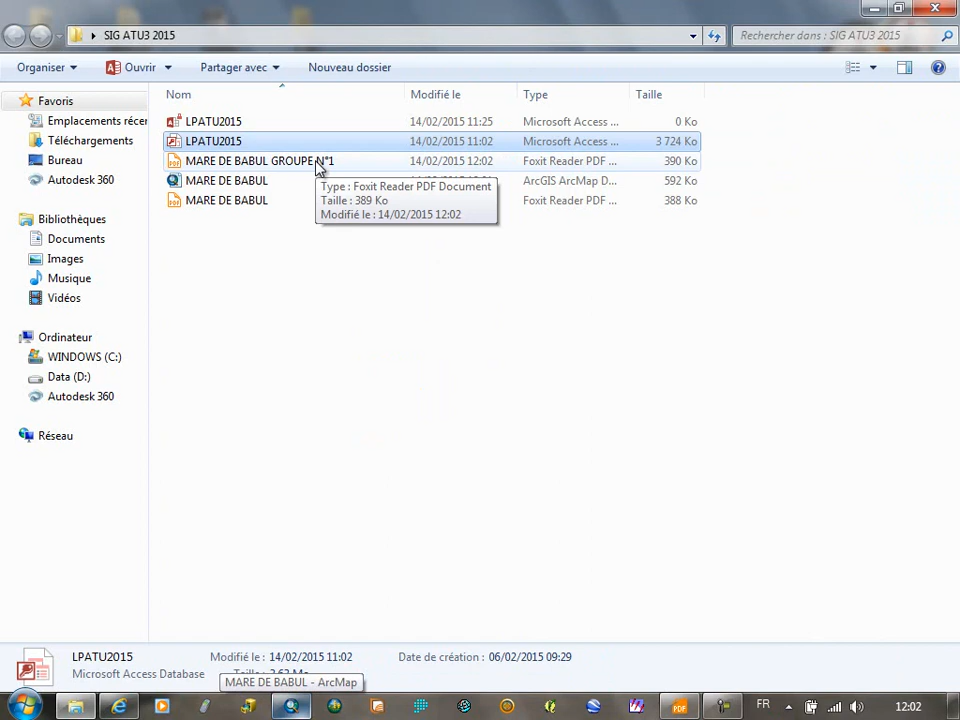 SIG ATU3 2015
Rechercher dans : SIG ATU3 2015
Organiser
Ouvrir
Partager avec
Nouveau dossier
Nom
Modifié le
Type
Taille
Favoris
Emplacements récer
Téléchargements
Bureau
Autodesk 360
Bibliothèques
Documents
Images
Musique
Vidéos
Ordinateur
WINDOWS (C:)
Data (D:)
Autodesk 360
Réseau
LPATU2015 14/02/2015 11:25 Microsoft Access ... 0 Ko
LPATU2015 14/02/2015 11:02 Microsoft Access ... 3 724 Ko
MARE DE BABUL GROUPE N°1 14/02/2015 12:02 Foxit Reader PDF ... 390 Ko
MARE DE BABUL ArcGIS ArcMap D... 592 Ko
MARE DE BABUL Foxit Reader PDF ... 388 Ko
Type : Foxit Reader PDF Document
Taille : 389 Ko
Modifié le : 14/02/2015 12:02
LPATU2015 Modifié le : 14/02/2015 11:02 Date de création : 06/02/2015 09:29
Microsoft Access Database
MARE DE BABUL - ArcMap
FR
12:02